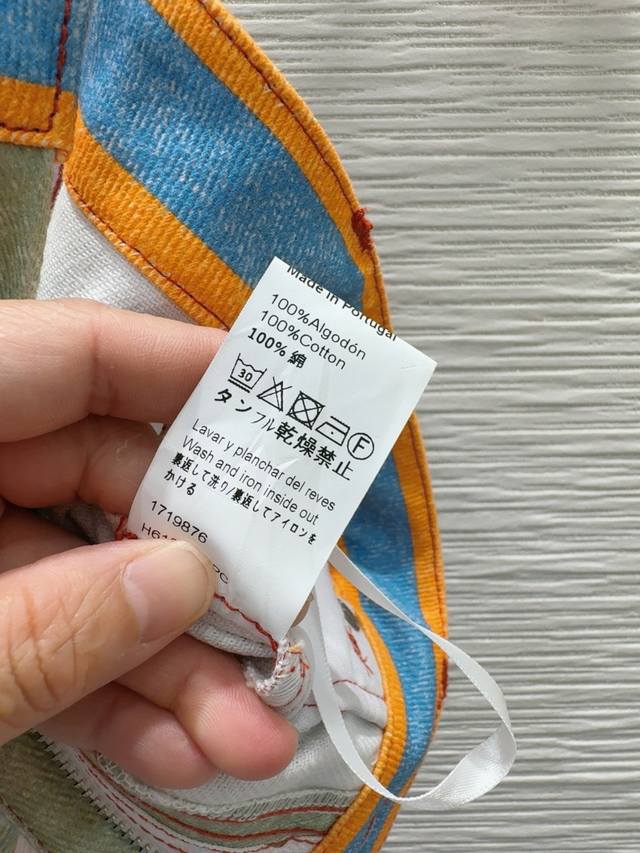 Made in Portugal
100%Algodón
100%Cotton
100% 綿
30 F
タンブル乾燥禁止
Lavar y planchar del reves
Wash and iron inside out
裏返して洗り/裏返してアイロンを
かける
1719876